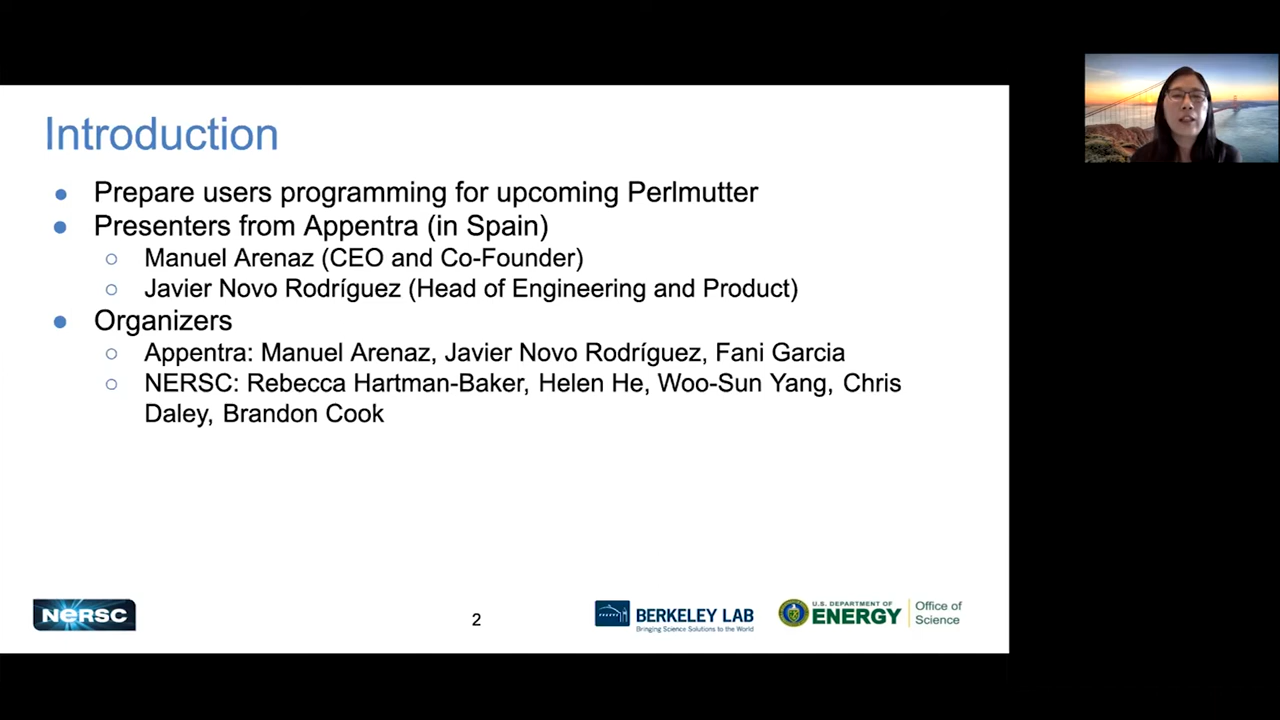 Introduction
● Prepare users programming for upcoming Perlmutter
● Presenters from Appentra (in Spain)
○ Manuel Arenaz (CEO and Co-Founder)
○ Javier Novo Rodríguez (Head of Engineering and Product)
● Organizers
○ Appentra: Manuel Arenaz, Javier Novo Rodríguez, Fani Garcia
○ NERSC: Rebecca Hartman-Baker, Helen He, Woo-Sun Yang, Chris
Daley, Brandon Cook
NERSC
2
BERKELEY LAB
Bringing Science Solutions to the World
U.S. DEPARTMENT OF
ENERGY
Office of
Science